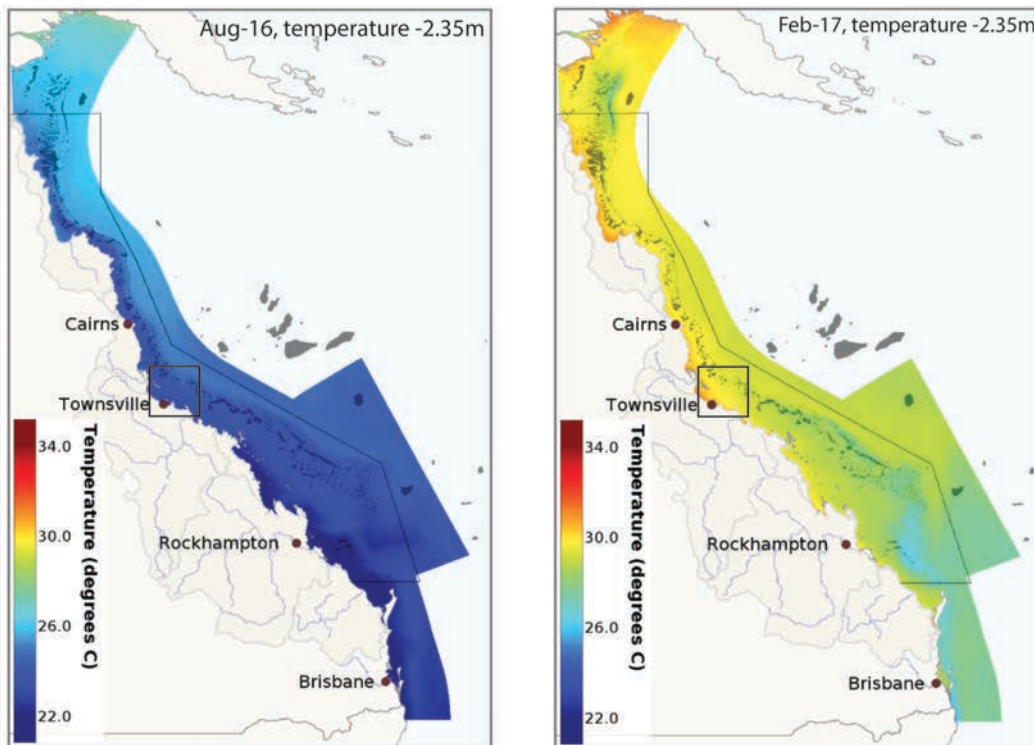 Aug-16, temperature -2.35m
Cairns
Townsville
Rockhampton
Brisbane
Temperature (degrees C)
34.0
30.0
26.0
22.0
Feb-17, temperature -2.35m
Cairns
Townsville
Rockhampton
Brisbane
Temperature (degrees C)
34.0
30.0
26.0
22.0